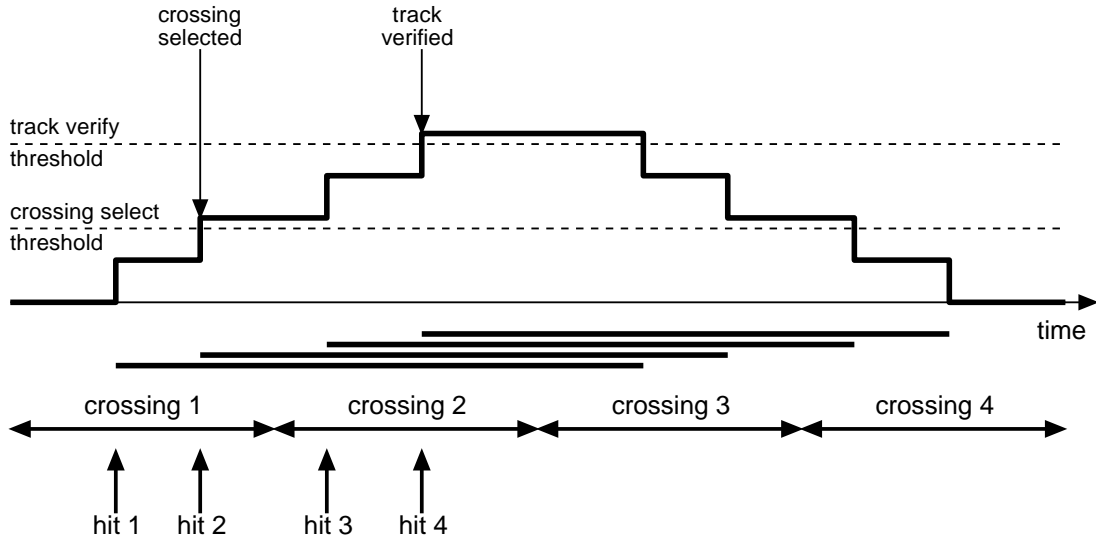 crossing
selected
track
verified
track verify
threshold
crossing select
threshold
time
crossing 1
crossing 2
crossing 3
crossing 4
hit 1
hit 2
hit 3
hit 4